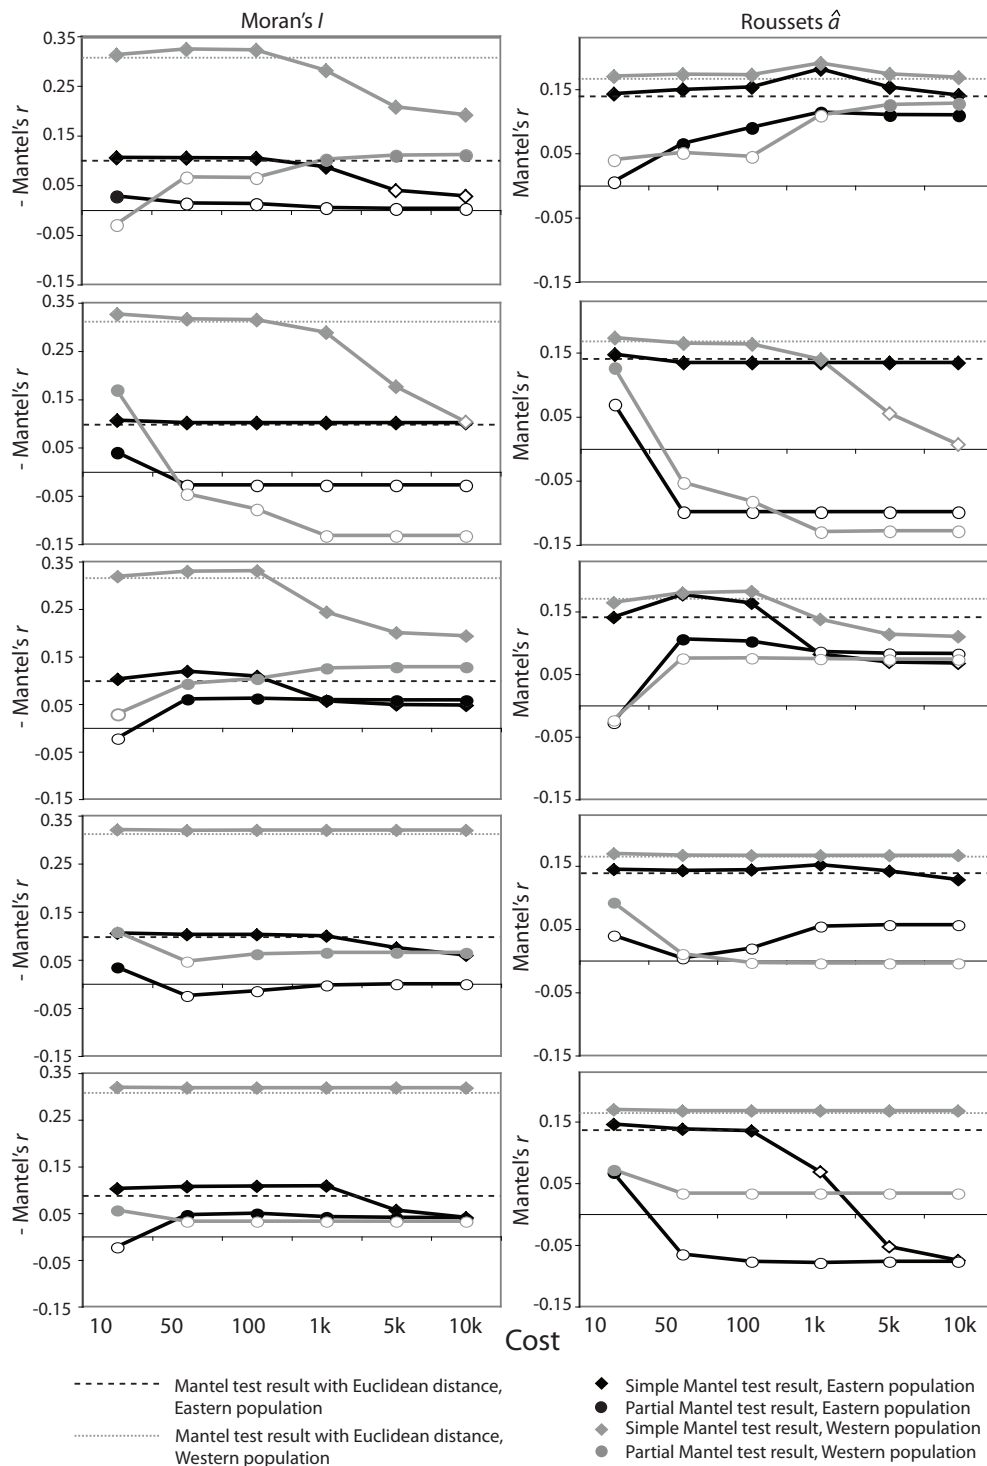 Moran's I
Roussets â
0.35
0.25
0.15
0.05
-0.05
-0.15
- Mantel's r
0.15
0.05
-0.05
-0.15
Mantel's r
0.35
0.25
0.15
0.05
-0.05
-0.15
- Mantel's r
0.15
0.05
-0.05
-0.15
Mantel's r
0.35
0.25
0.15
0.05
-0.05
-0.15
- Mantel's r
0.15
0.05
-0.05
-0.15
Mantel's r
0.35
0.25
0.15
0.05
-0.05
-0.15
- Mantel's r
0.15
0.05
-0.05
-0.15
Mantel's r
0.35
0.25
0.15
0.05
-0.05
-0.15
- Mantel's r
0.15
0.05
-0.05
-0.15
Mantel's r
10 50 100 1k 5k 10k
10 50 100 1k 5k 10k
Cost
Mantel test result with Euclidean distance,
Eastern population
Mantel test result with Euclidean distance,
Western population
Simple Mantel test result, Eastern population
Partial Mantel test result, Eastern population
Simple Mantel test result, Western population
Partial Mantel test result, Western population